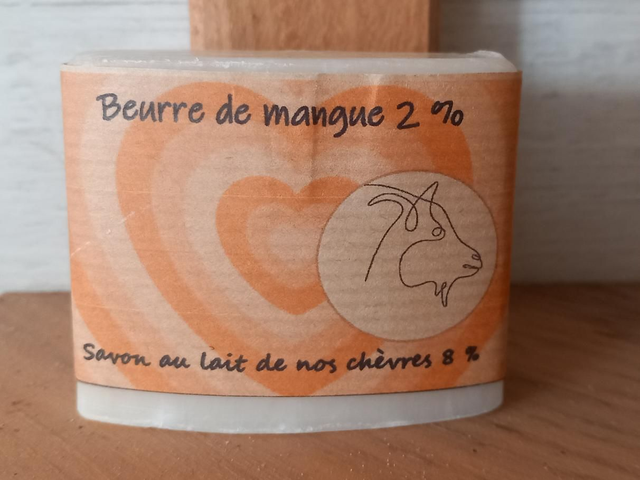 Beurre de mangue 2 %
Savon au lait de nos chèvres 8 %